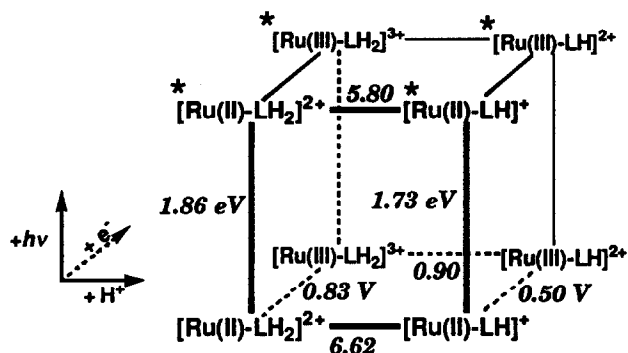 * [Ru(III)-LH₂]³⁺ * [Ru(III)-LH]²⁺
* [Ru(II)-LH₂]²⁺ 5.80 * [Ru(II)-LH]⁺
1.86 eV 1.73 eV
+hν + e⁻ + H⁺
[Ru(III)-LH₂]³⁺ 0.90 [Ru(III)-LH]²⁺
0.83 V 0.50 V
[Ru(II)-LH₂]²⁺ 6.62 [Ru(II)-LH]⁺